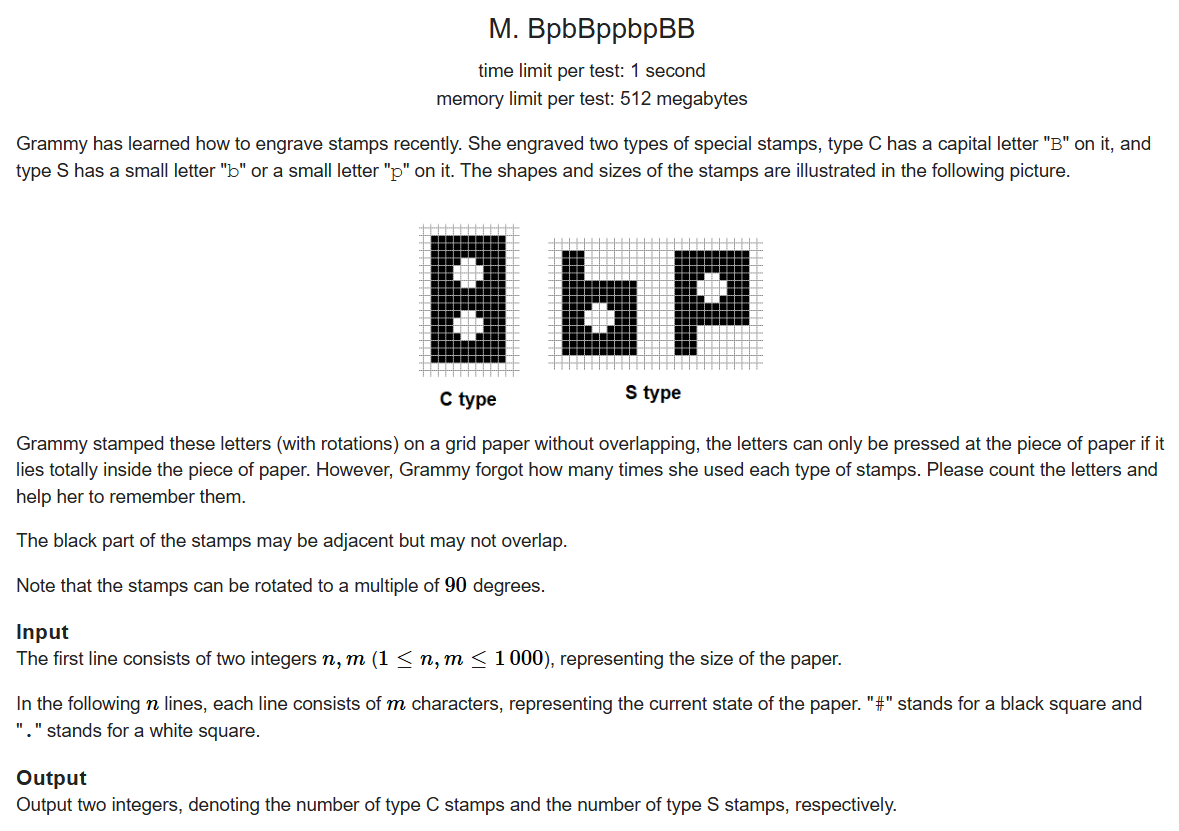 M. BpbBppbpBB
time limit per test: 1 second
memory limit per test: 512 megabytes
Grammy has learned how to engrave stamps recently. She engraved two types of special stamps, type C has a capital letter "B" on it, and
type S has a small letter "b" or a small letter "p" on it. The shapes and sizes of the stamps are illustrated in the following picture.
C type
S type
Grammy stamped these letters (with rotations) on a grid paper without overlapping, the letters can only be pressed at the piece of paper if it
lies totally inside the piece of paper. However, Grammy forgot how many times she used each type of stamps. Please count the letters and
help her to remember them.
The black part of the stamps may be adjacent but may not overlap.
Note that the stamps can be rotated to a multiple of 90 degrees.
Input
The first line consists of two integers n, m (1 ≤ n, m ≤ 1 000), representing the size of the paper.
In the following n lines, each line consists of m characters, representing the current state of the paper. "#" stands for a black square and
"." stands for a white square.
Output
Output two integers, denoting the number of type C stamps and the number of type S stamps, respectively.